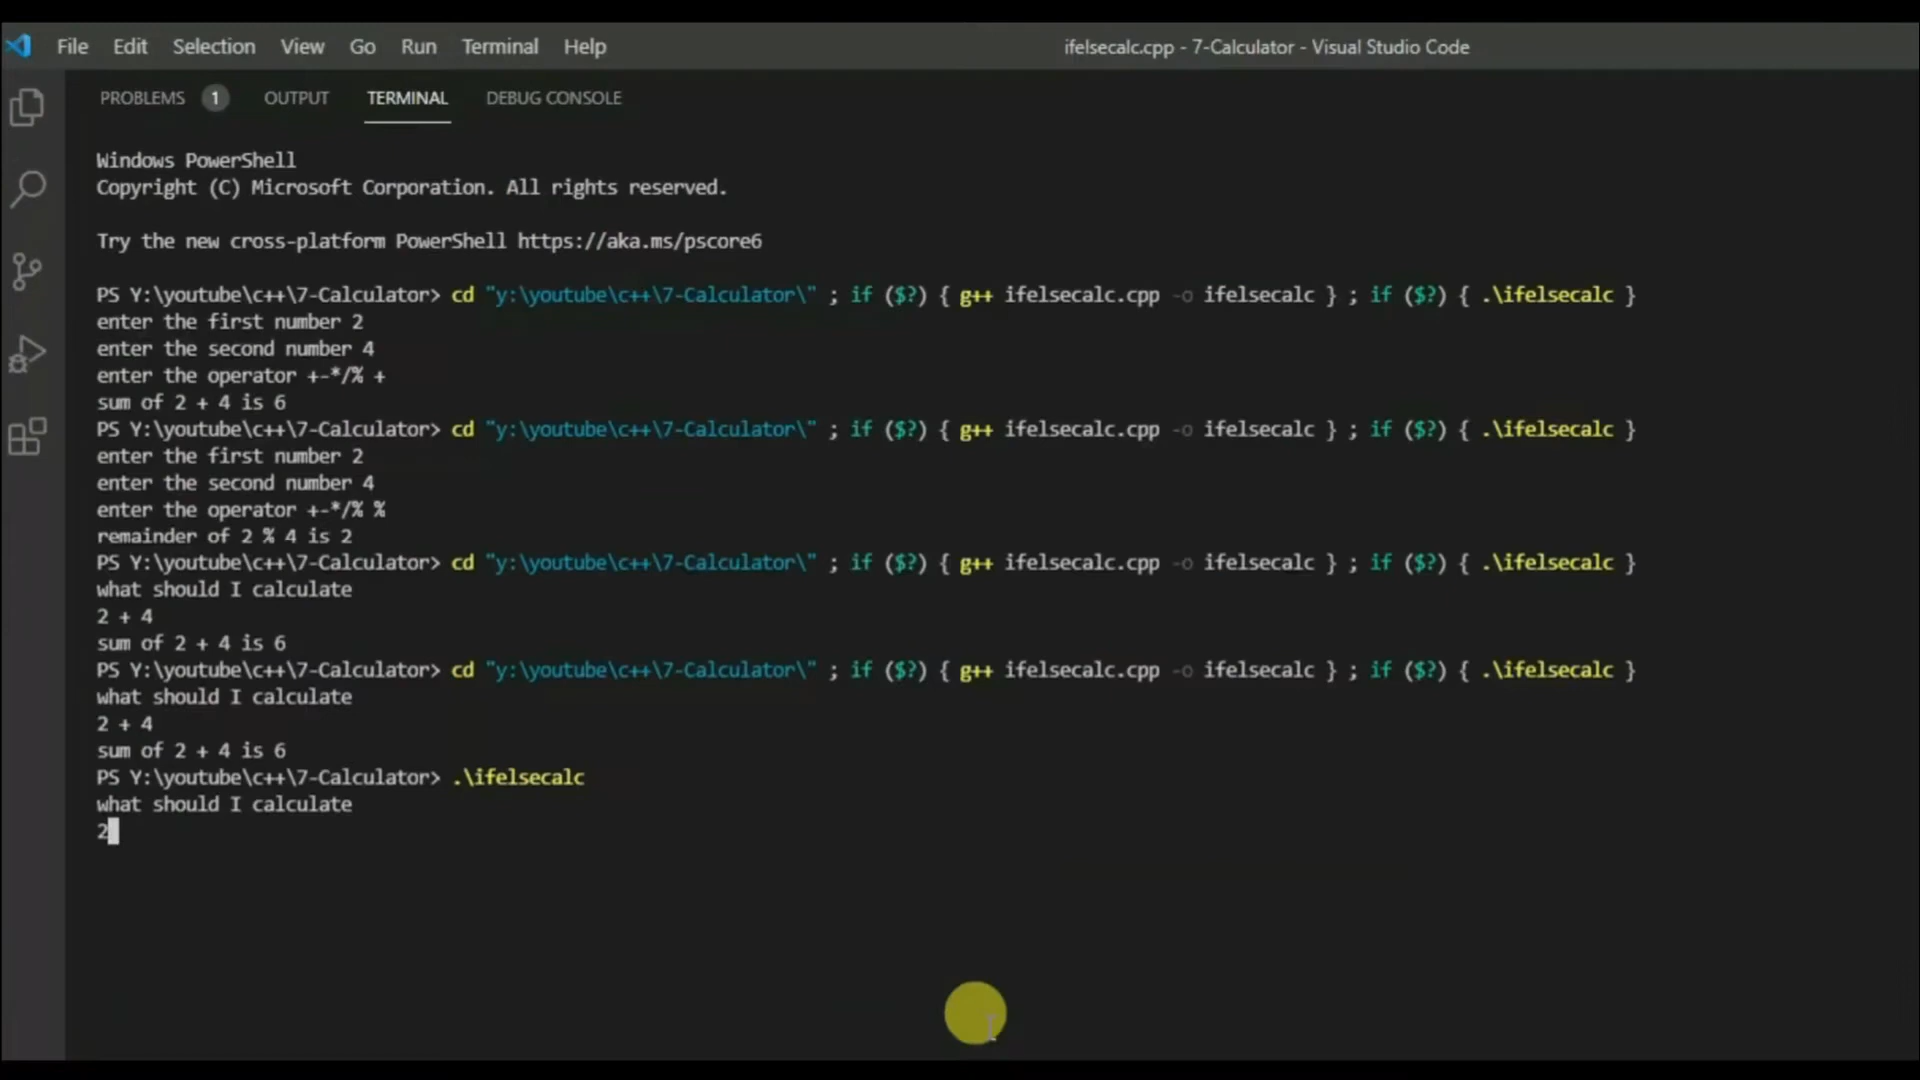 File Edit Selection View Go Run Terminal Help ifelsecalc.cpp - 7-Calculator - Visual Studio Code
PROBLEMS 1 OUTPUT TERMINAL DEBUG CONSOLE
Windows PowerShell
Copyright (C) Microsoft Corporation. All rights reserved.
Try the new cross-platform PowerShell https://aka.ms/pscore6
PS Y:\youtube\c++\7-Calculator> cd "y:\youtube\c++\7-Calculator\" ; if ($?) { g++ ifelsecalc.cpp -o ifelsecalc } ; if ($?) { .\ifelsecalc }
enter the first number 2
enter the second number 4
enter the operator +-*/% +
sum of 2 + 4 is 6
PS Y:\youtube\c++\7-Calculator> cd "y:\youtube\c++\7-Calculator\" ; if ($?) { g++ ifelsecalc.cpp -o ifelsecalc } ; if ($?) { .\ifelsecalc }
enter the first number 2
enter the second number 4
enter the operator +-*/% %
remainder of 2 % 4 is 2
PS Y:\youtube\c++\7-Calculator> cd "y:\youtube\c++\7-Calculator\" ; if ($?) { g++ ifelsecalc.cpp -o ifelsecalc } ; if ($?) { .\ifelsecalc }
what should I calculate
2 + 4
sum of 2 + 4 is 6
PS Y:\youtube\c++\7-Calculator> cd "y:\youtube\c++\7-Calculator\" ; if ($?) { g++ ifelsecalc.cpp -o ifelsecalc } ; if ($?) { .\ifelsecalc }
what should I calculate
2 + 4
sum of 2 + 4 is 6
PS Y:\youtube\c++\7-Calculator> .\ifelsecalc
what should I calculate
2